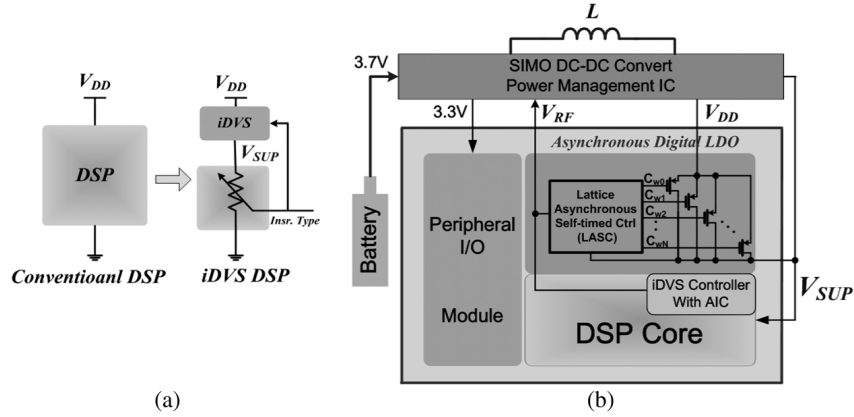 V_DD
DSP
Conventioanl DSP
V_DD
iDVS
V_SUP
Insr. Type
iDVS DSP
(a)
L
3.7V
SIMO DC-DC Convert
Power Management IC
3.3V
V_RF
V_DD
Battery
Asynchronous Digital LDO
Peripheral
I/O
Module
Lattice
Asynchronous
Self-timed Ctrl
(LASC)
C_w0
C_w1
C_w2
C_wN
iDVS Controller
With AIC
DSP Core
V_SUP
(b)